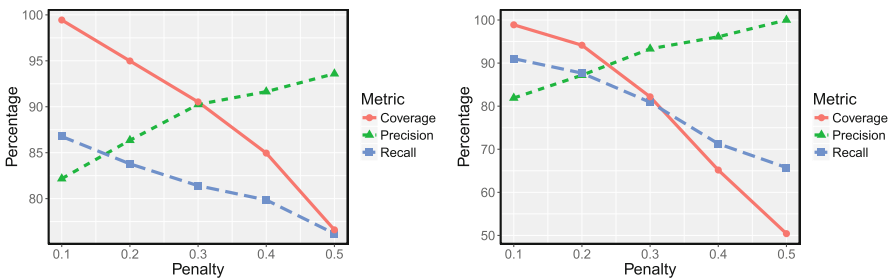 100
95
90
85
80
Percentage
0.1 0.2 0.3 0.4 0.5
Penalty
Metric
Coverage
Precision
Recall
100
90
80
70
60
50
Percentage
0.1 0.2 0.3 0.4 0.5
Penalty
Metric
Coverage
Precision
Recall